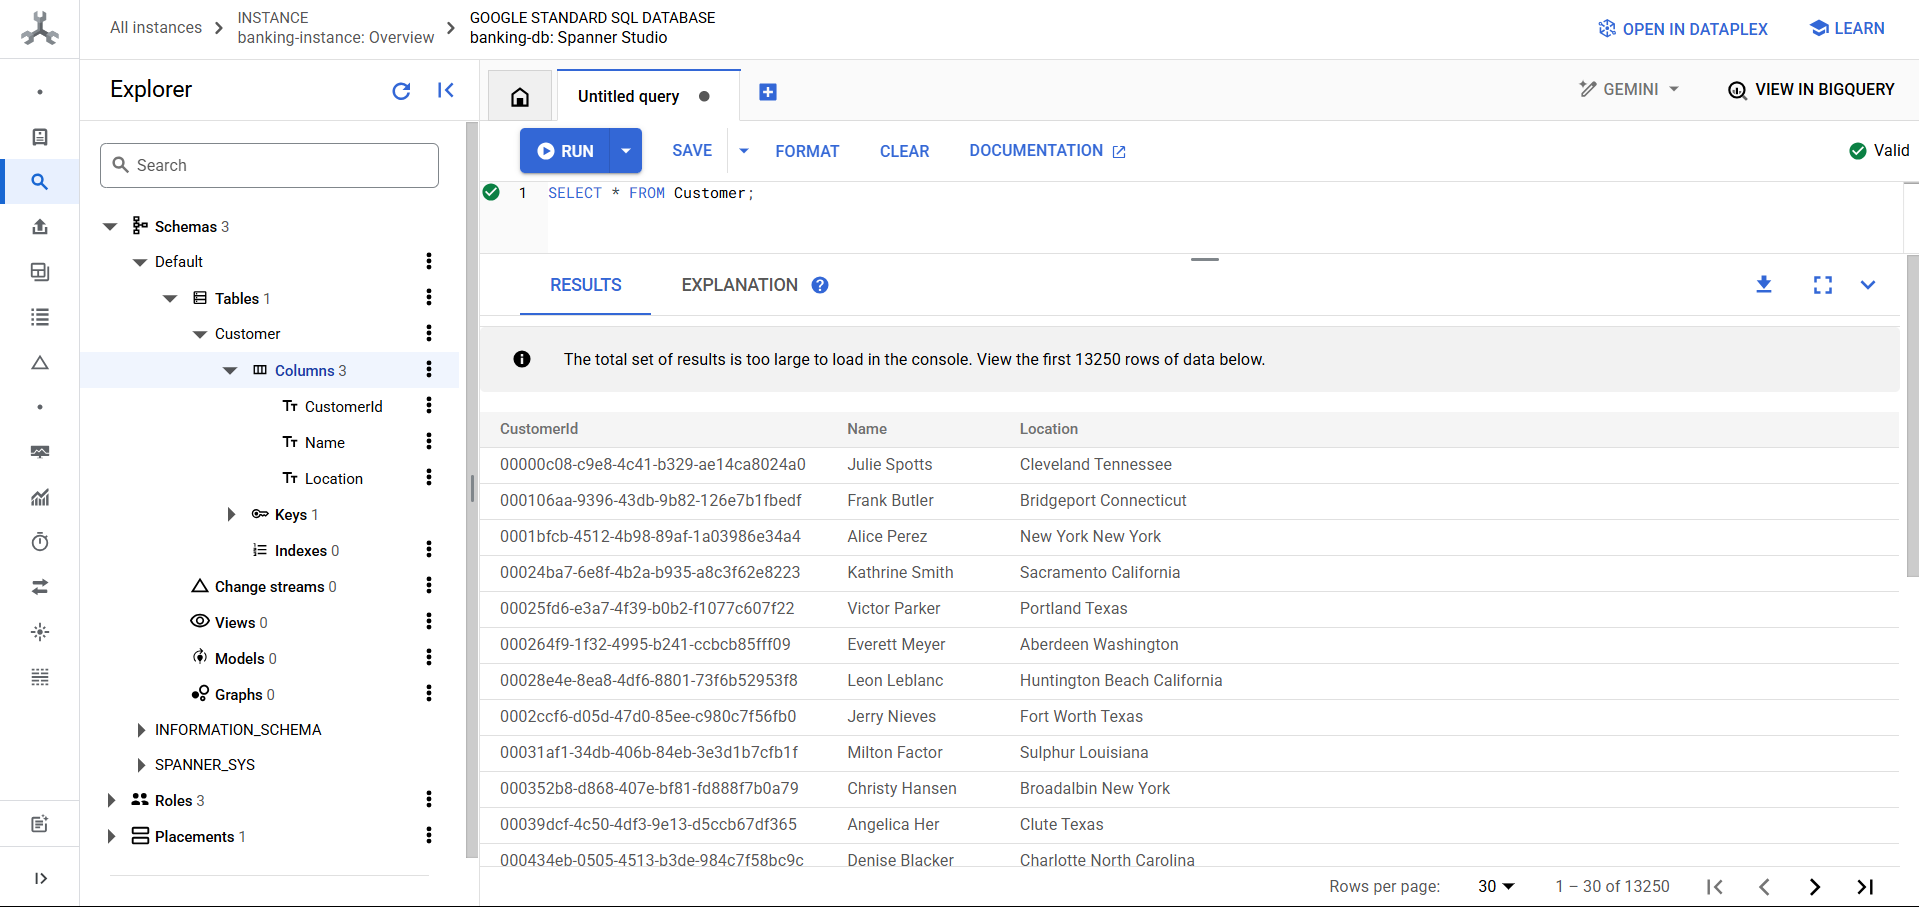 All instances
INSTANCE
banking-instance: Overview
GOOGLE STANDARD SQL DATABASE
banking-db: Spanner Studio
OPEN IN DATAPLEX
LEARN
Explorer
Untitled query
GEMINI
VIEW IN BIGQUERY
RUN
SAVE
FORMAT
CLEAR
DOCUMENTATION
Valid
Search
1 SELECT * FROM Customer;
Schemas 3
Default
Tables 1
Customer
Columns 3
CustomerId
Name
Location
Keys 1
Indexes 0
Change streams 0
Views 0
Models 0
Graphs 0
INFORMATION_SCHEMA
SPANNER_SYS
Roles 3
Placements 1
RESULTS
EXPLANATION
The total set of results is too large to load in the console. View the first 13250 rows of data below.
CustomerId Name Location
00000c08-c9e8-4c41-b329-ae14ca8024a0 Julie Spotts Cleveland Tennessee
000106aa-9396-43db-9b82-126e7b1fbedf Frank Butler Bridgeport Connecticut
0001bfcb-4512-4b98-89af-1a03986e34a4 Alice Perez New York New York
00024ba7-6e8f-4b2a-b935-a8c3f62e8223 Kathrine Smith Sacramento California
00025fd6-e3a7-4f39-b0b2-f1077c607f22 Victor Parker Portland Texas
000264f9-1f32-4995-b241-ccbcb85fff09 Everett Meyer Aberdeen Washington
00028e4e-8ea8-4df6-8801-73f6b52953f8 Leon Leblanc Huntington Beach California
0002ccf6-d05d-47d0-85ee-c980c7f56fb0 Jerry Nieves Fort Worth Texas
00031af1-34db-406b-84eb-3e3d1b7cfb1f Milton Factor Sulphur Louisiana
000352b8-d868-407e-bf81-fd888f7b0a79 Christy Hansen Broadalbin New York
00039dcf-4c50-4df3-9e13-d5ccb67df365 Angelica Her Clute Texas
000434eb-0505-4513-b3de-984c7f58bc9c Denise Blacker Charlotte North Carolina
Rows per page: 30 1 – 30 of 13250